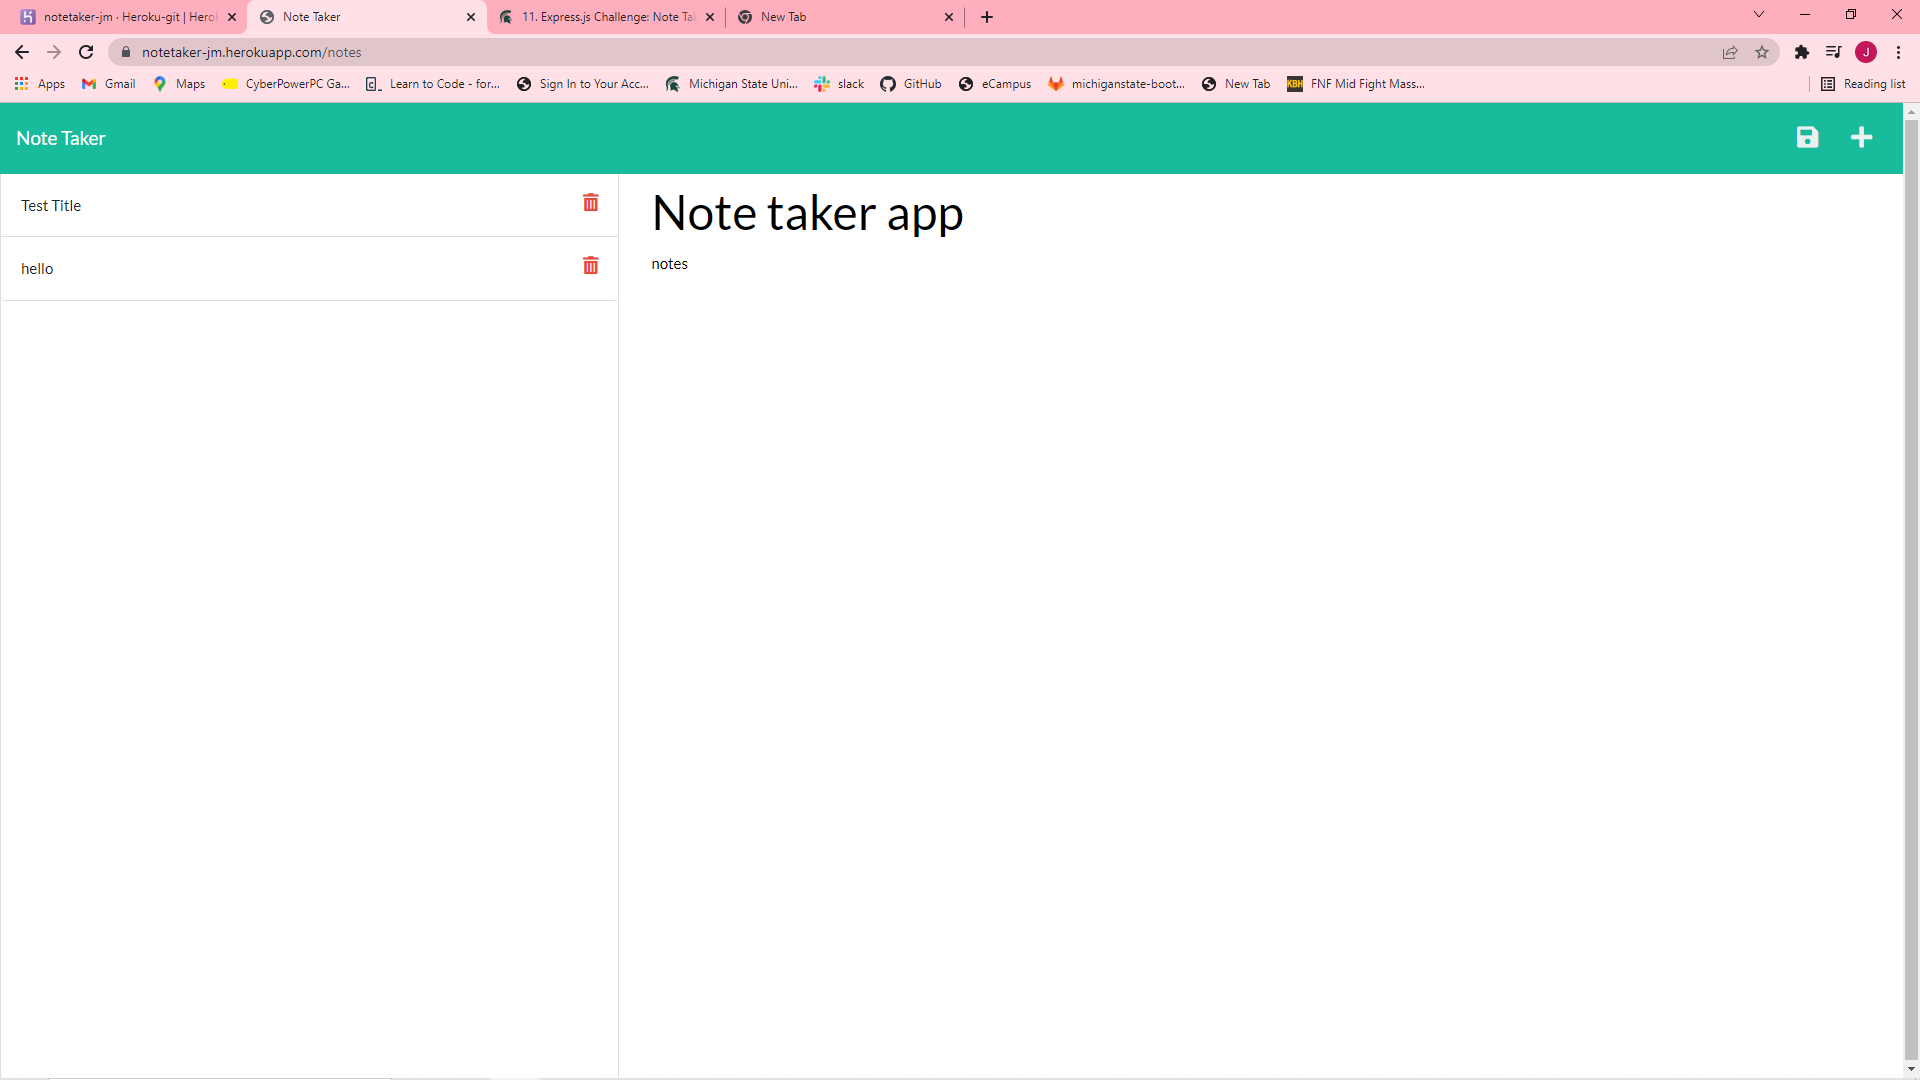 notetaker-jm · Heroku-git | Herok
Note Taker
11. Express.js Challenge: Note Tak
New Tab
notetaker-jm.herokuapp.com/notes
J
Apps
Gmail
Maps
CyberPowerPC Ga...
Learn to Code - for...
Sign In to Your Acc...
Michigan State Uni...
slack
GitHub
eCampus
michiganstate-boot...
New Tab
KBH
FNF Mid Fight Mass...
Reading list
Note Taker
Test Title
hello
Note taker app
notes